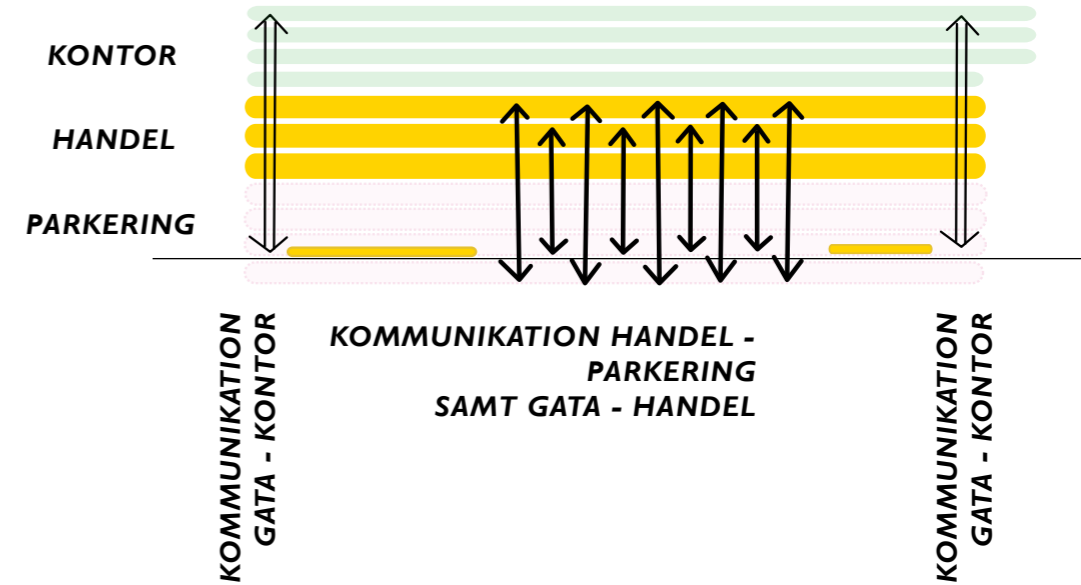 KONTOR
HANDEL
PARKERING
KOMMUNIKATION
GATA - KONTOR
KOMMUNIKATION HANDEL -
PARKERING
SAMT GATA - HANDEL
KOMMUNIKATION
GATA - KONTOR